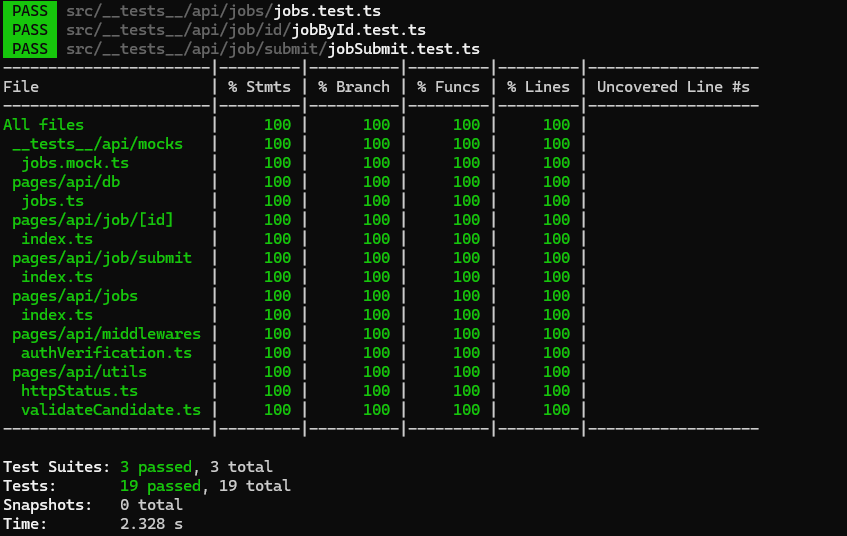 PASS src/__tests__/api/jobs/jobs.test.ts
PASS src/__tests__/api/job/id/jobById.test.ts
PASS src/__tests__/api/job/submit/jobSubmit.test.ts
-----------------------|---------|----------|---------|---------|-------------------
File                   | % Stmts | % Branch | % Funcs | % Lines | Uncovered Line #s
-----------------------|---------|----------|---------|---------|-------------------
All files              |     100 |      100 |     100 |     100 |
 __tests__/api/mocks   |     100 |      100 |     100 |     100 |
  jobs.mock.ts         |     100 |      100 |     100 |     100 |
 pages/api/db          |     100 |      100 |     100 |     100 |
  jobs.ts              |     100 |      100 |     100 |     100 |
 pages/api/job/[id]    |     100 |      100 |     100 |     100 |
  index.ts             |     100 |      100 |     100 |     100 |
 pages/api/job/submit  |     100 |      100 |     100 |     100 |
  index.ts             |     100 |      100 |     100 |     100 |
 pages/api/jobs        |     100 |      100 |     100 |     100 |
  index.ts             |     100 |      100 |     100 |     100 |
 pages/api/middlewares |     100 |      100 |     100 |     100 |
  authVerification.ts  |     100 |      100 |     100 |     100 |
 pages/api/utils       |     100 |      100 |     100 |     100 |
  httpStatus.ts        |     100 |      100 |     100 |     100 |
  validateCandidate.ts |     100 |      100 |     100 |     100 |
-----------------------|---------|----------|---------|---------|-------------------
Test Suites: 3 passed, 3 total
Tests:       19 passed, 19 total
Snapshots:   0 total
Time:        2.328 s